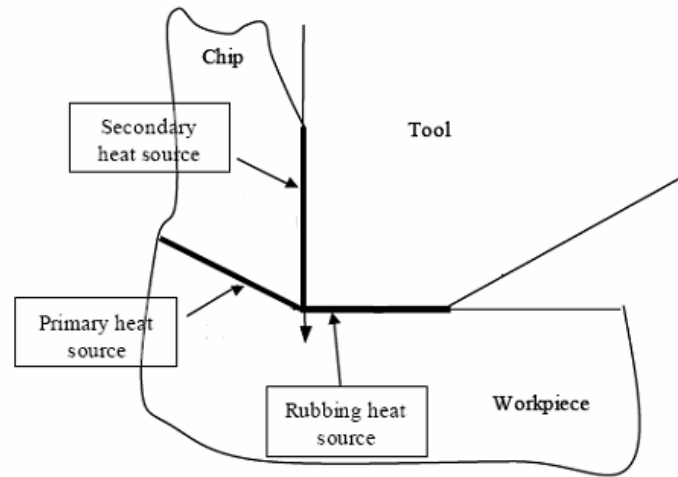 Chip
Secondary
heat source
Tool
Primary heat
source
Rubbing heat
source
Workpiece